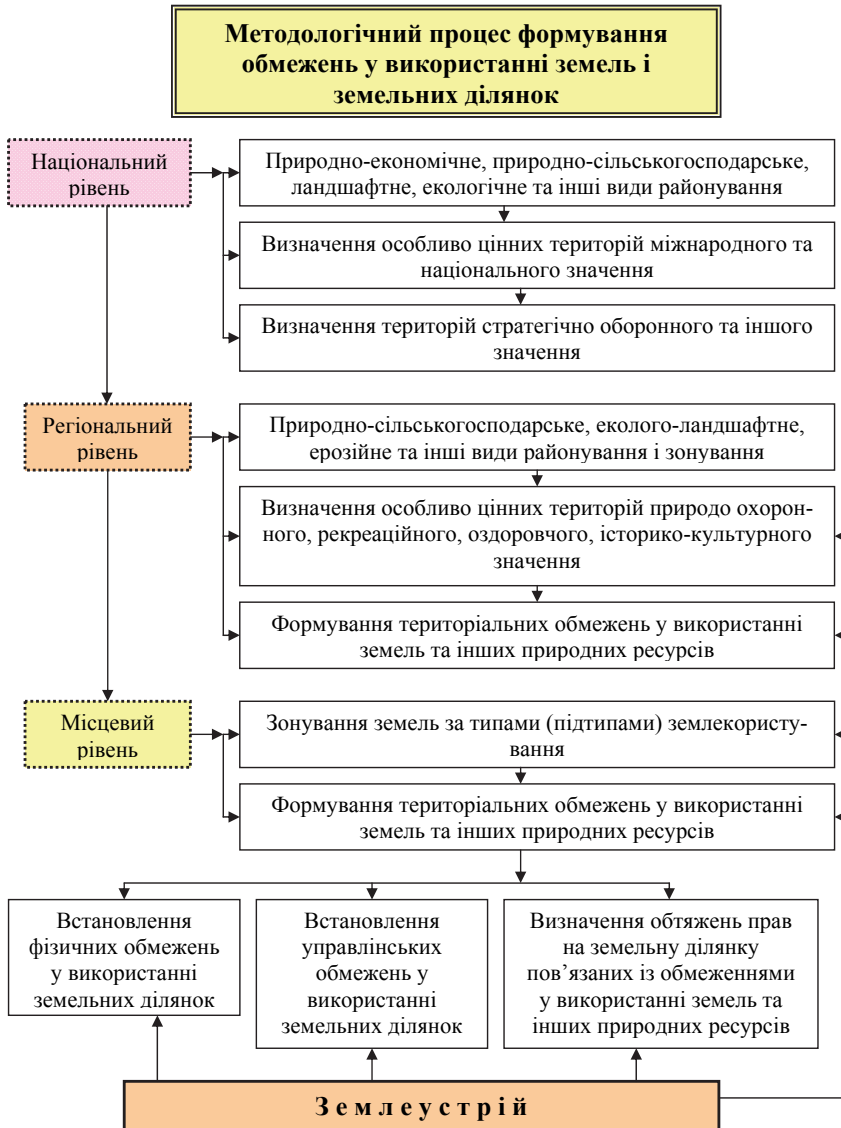 Методологічний процес формування
обмежень у використанні земель і
земельних ділянок
Національний
рівень
Природно-економічне, природно-сільськогосподарське,
ландшафтне, екологічне та інші види районування
Визначення особливо цінних територій міжнародного та
національного значення
Визначення територій стратегічно оборонного та іншого
значення
Регіональний
рівень
Природно-сільськогосподарське, еколого-ландшафтне,
ерозійне та інші види районування і зонування
Визначення особливо цінних територій природо охорон-
ного, рекреаційного, оздоровчого, історико-культурного
значення
Формування територіальних обмежень у використанні
земель та інших природних ресурсів
Місцевий
рівень
Зонування земель за типами (підтипами) землекористу-
вання
Формування територіальних обмежень у використанні
земель та інших природних ресурсів
Встановлення
фізичних обмежень
у використанні
земельних ділянок
Встановлення
управлінських
обмежень у
використанні
земельних ділянок
Визначення обтяжень прав
на земельну ділянку
пов’язаних із обмеженнями
у використанні земель та
інших природних ресурсів
З е м л е у с т р і й